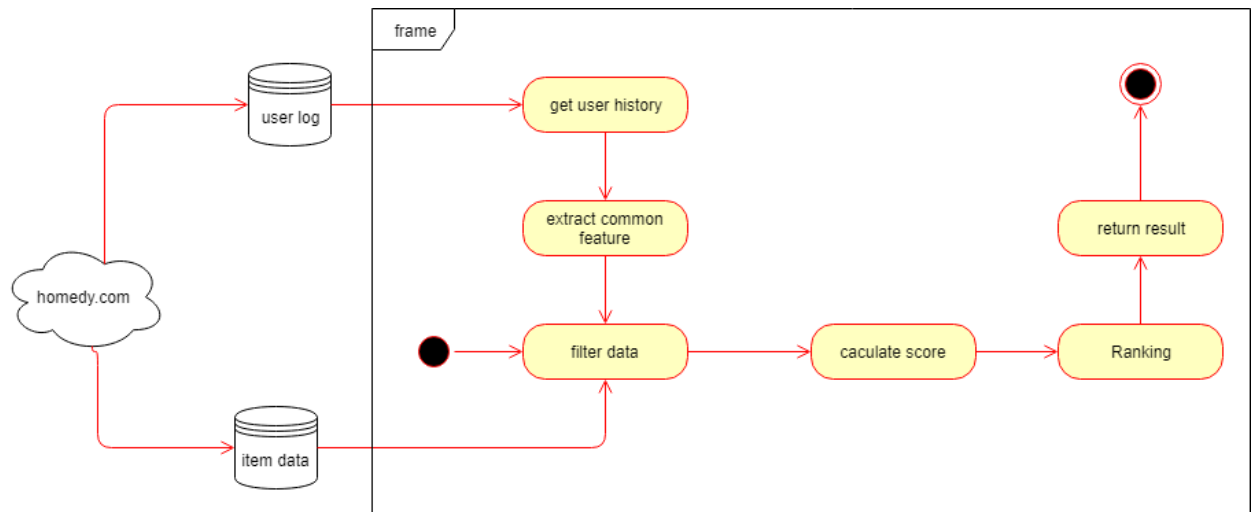 frame
user log
get user history
extract common
feature
return result
homedy.com
filter data
caculate score
Ranking
item data